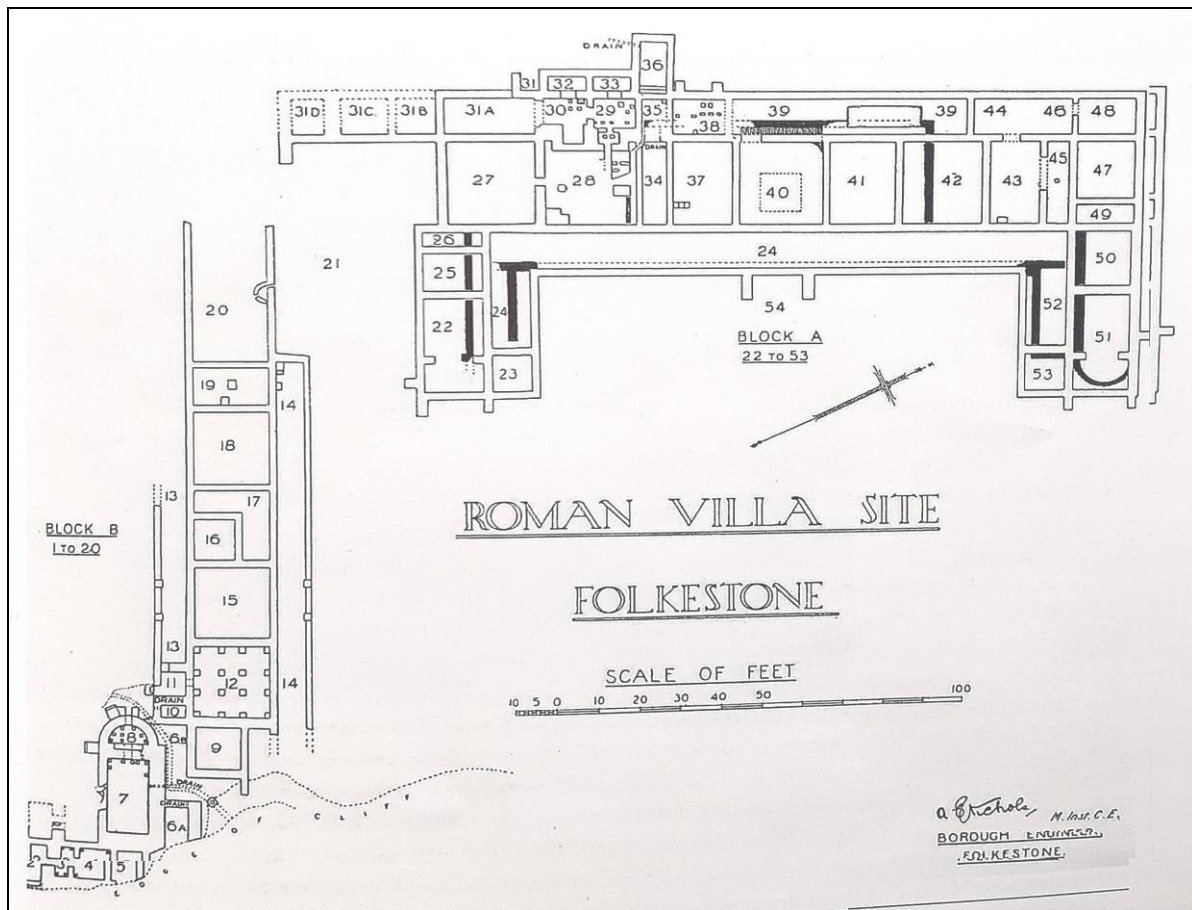 DRAIN
36
31 32 33
31D 31C 31B 31A 30 29 35 38 39 39 44 46 48
DRAIN
27 28 34 37 40 41 42 43 45 47
49
26 24 50
25 21
20 22 24 54 52 51
BLOCK A
22 TO 53
19 14 23 53
18
13 17
ROMAN VILLA SITE
BLOCK B
1 TO 20
16
15
FOLKESTONE
13
11 12 14
SCALE OF FEET
10 5 0 10 20 30 40 50 100
DRAIN
10
8 6B 9
DRAIN
7
DRAIN
6A
CLIFF
2 3 4 5
A E Nichols M. Inst. C. E.
BOROUGH ENGINEER.
FOLKESTONE.